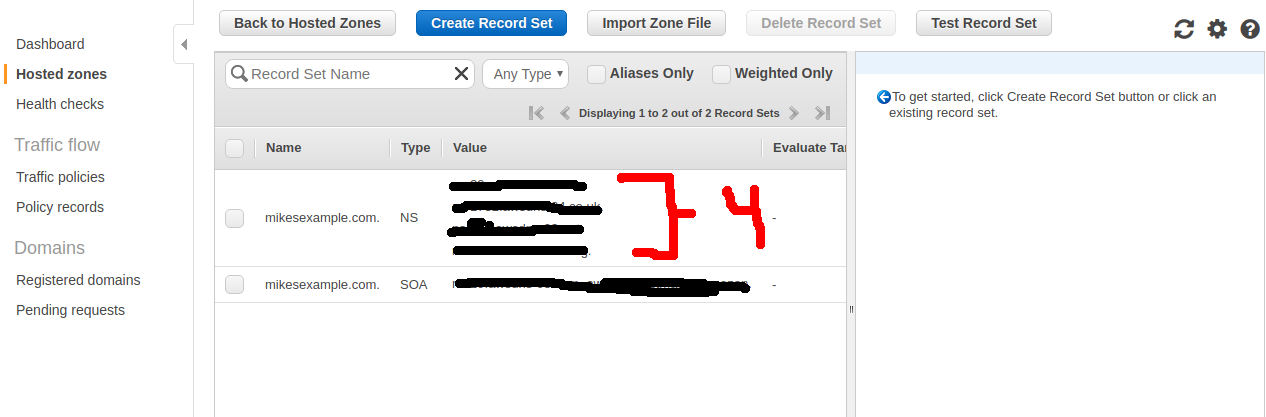 Back to Hosted Zones
Create Record Set
Import Zone File
Delete Record Set
Test Record Set
Dashboard
Hosted zones
Health checks
Traffic flow
Traffic policies
Policy records
Domains
Registered domains
Pending requests
Record Set Name
Any Type
Aliases Only
Weighted Only
Displaying 1 to 2 out of 2 Record Sets
Name Type Value Evaluate Tar
mikesexample.com. NS -
4
mikesexample.com. SOA -
To get started, click Create Record Set button or click an
existing record set.